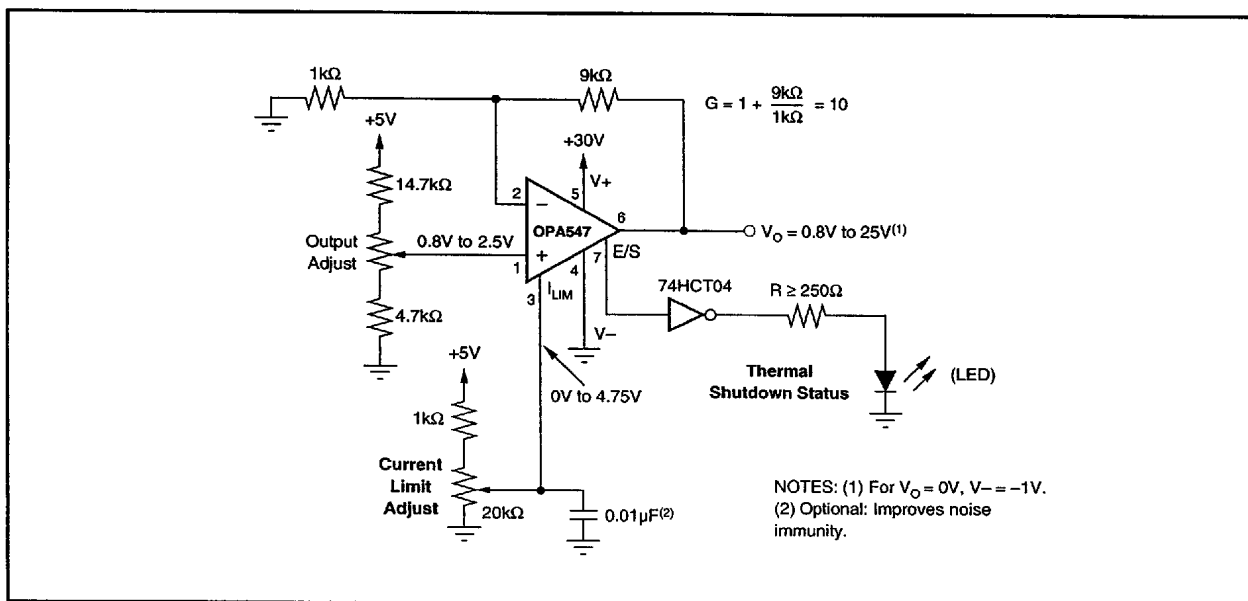 1kΩ
9kΩ
G = 1 + 9kΩ/1kΩ = 10
+5V
+30V
V+
14.7kΩ
2
−
5
6
OPA547
Output
Adjust
0.8V to 2.5V
+
1
4
7
E/S
V_O = 0.8V to 25V(1)
3
I_LIM
74HCT04
R ≥ 250Ω
4.7kΩ
V−
+5V
0V to 4.75V
Thermal
Shutdown Status
(LED)
1kΩ
Current
Limit
Adjust
20kΩ
0.01μF(2)
NOTES: (1) For V_O = 0V, V− = −1V.
(2) Optional: Improves noise
immunity.